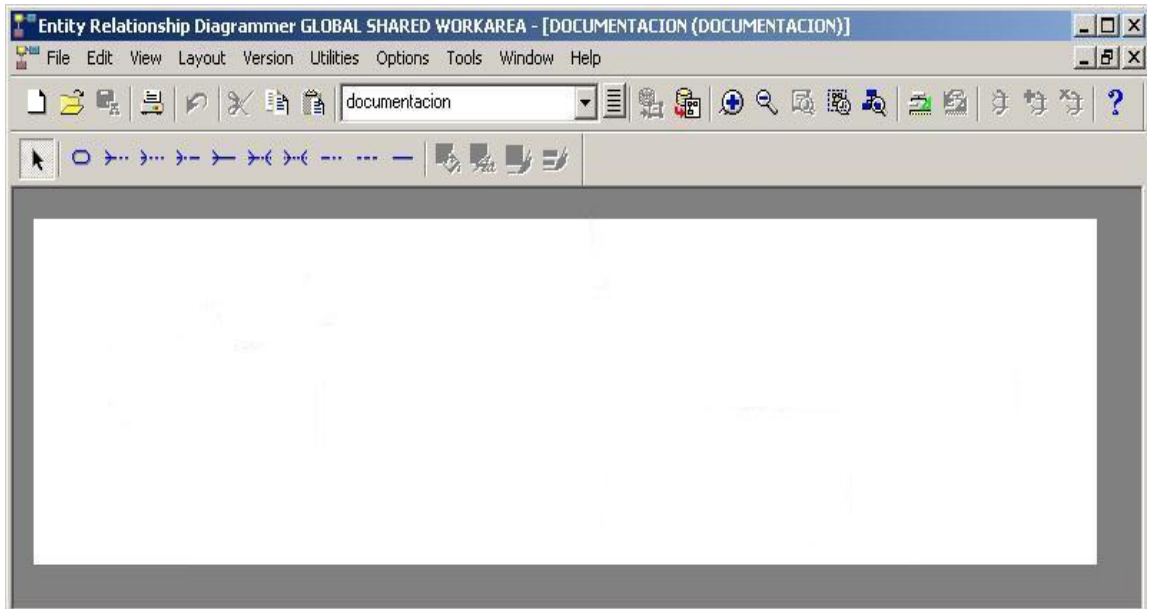 Entity Relationship Diagrammer GLOBAL SHARED WORKAREA - [DOCUMENTACION (DOCUMENTACION)]
File Edit View Layout Version Utilities Options Tools Window Help
documentacion